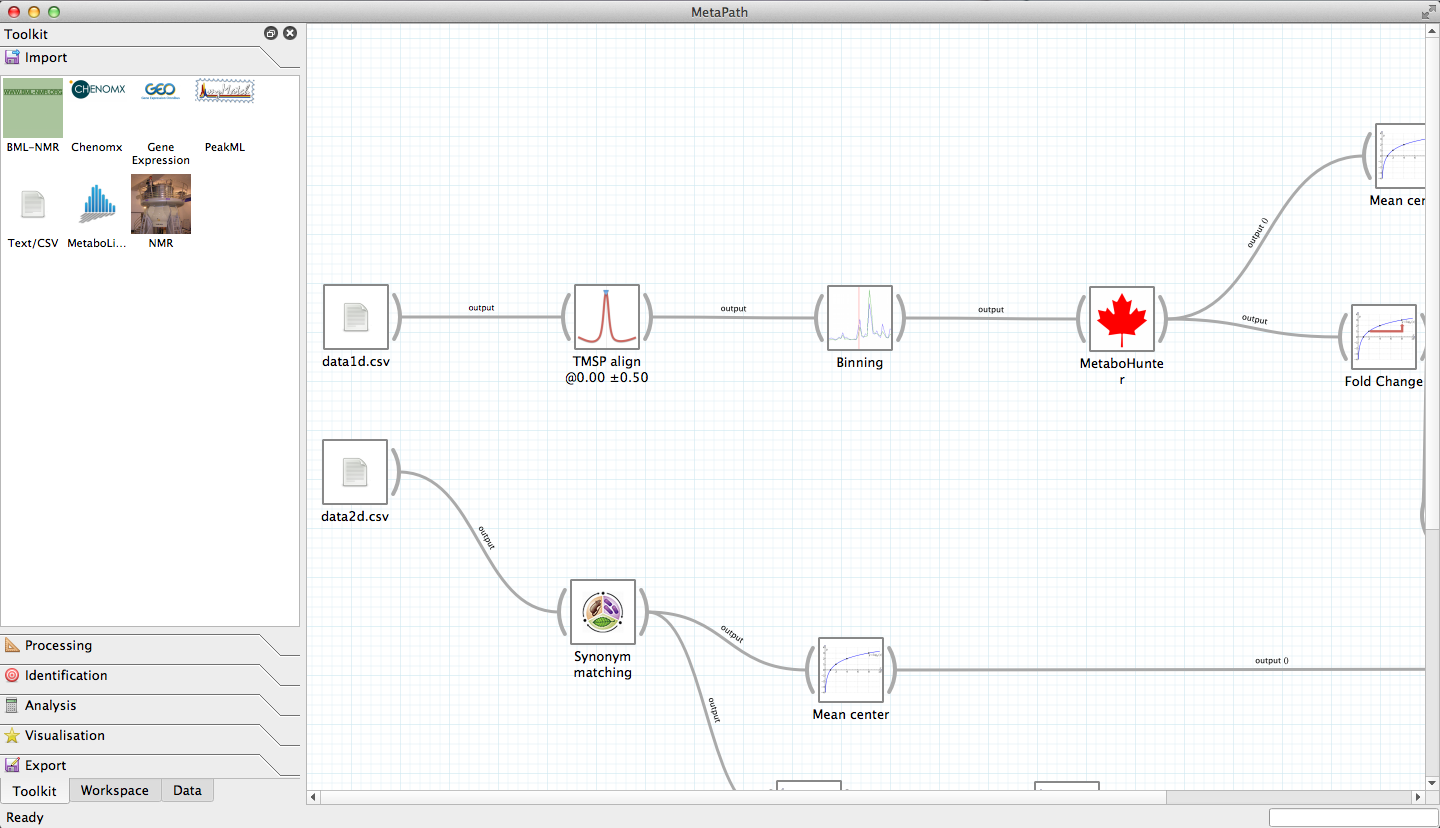 MetaPath
Toolkit
Import
WWW.BML-NMR.ORG
CHENOMX
GEO
BML-NMR
Chenomx
Gene
Expression
PeakML
Text/CSV
MetaboLi...
NMR
Processing
Identification
Analysis
Visualisation
Export
Toolkit
Workspace
Data
Ready
data1d.csv
output
TMSP align
@0.00 ±0.50
output
Binning
output
MetaboHunte
r
output ()
Mean cer
output
Fold Change
data2d.csv
output
Synonym
matching
output
Mean center
output ()
output